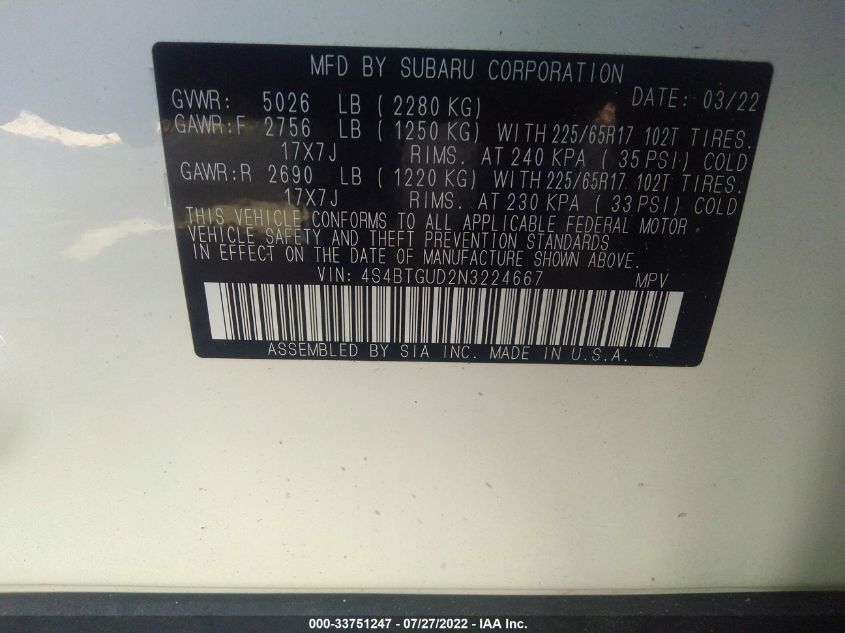 MFD BY SUBARU CORPORATION
GVWR: 5026 LB (2280 KG) DATE: 03/22
GAWR:F 2756 LB (1250 KG) WITH 225/65R17 102T TIRES.
17X7J RIMS. AT 240 KPA (35 PSI) COLD
GAWR:R 2690 LB (1220 KG) WITH 225/65R17 102T TIRES.
17X7J RIMS. AT 230 KPA (33 PSI) COLD
THIS VEHICLE CONFORMS TO ALL APPLICABLE FEDERAL MOTOR
VEHICLE SAFETY AND THEFT PREVENTION STANDARDS
IN EFFECT ON THE DATE OF MANUFACTURE SHOWN ABOVE.
VIN: 4S4BTGUD2N3224667 MPV
ASSEMBLED BY SIA INC. MADE IN U.S.A.
000-33751247 - 07/27/2022 - IAA Inc.